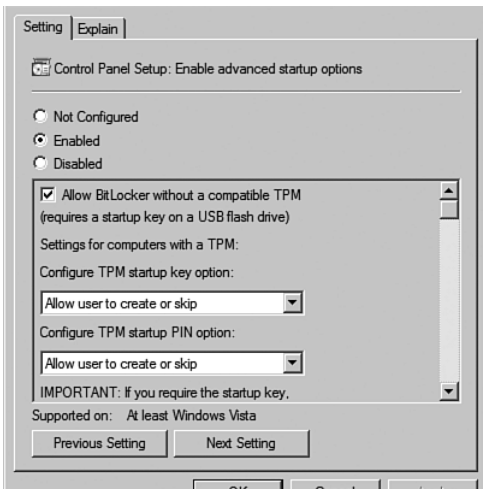 Setting Explain
Control Panel Setup: Enable advanced startup options
Not Configured
Enabled
Disabled
Allow BitLocker without a compatible TPM
(requires a startup key on a USB flash drive)
Settings for computers with a TPM:
Configure TPM startup key option:
Allow user to create or skip
Configure TPM startup PIN option:
Allow user to create or skip
IMPORTANT: If you require the startup key,
Supported on: At least Windows Vista
Previous Setting Next Setting